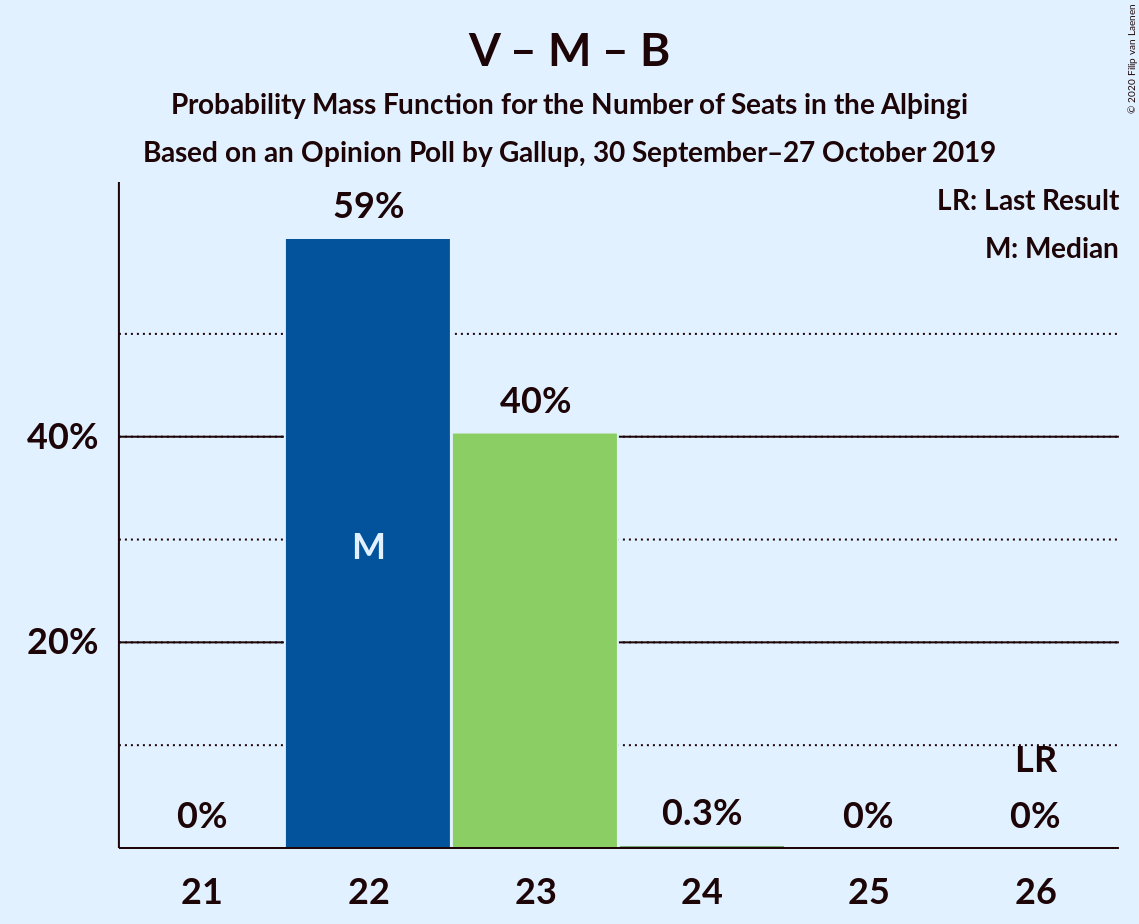 V – M – B
Probability Mass Function for the Number of Seats in the Alþingi
Based on an Opinion Poll by Gallup, 30 September–27 October 2019
© 2020 Filip van Laenen
LR: Last Result
M: Median
59%
40%
40%
M
20%
LR
0%
0.3%
0%
0%
21
22
23
24
25
26